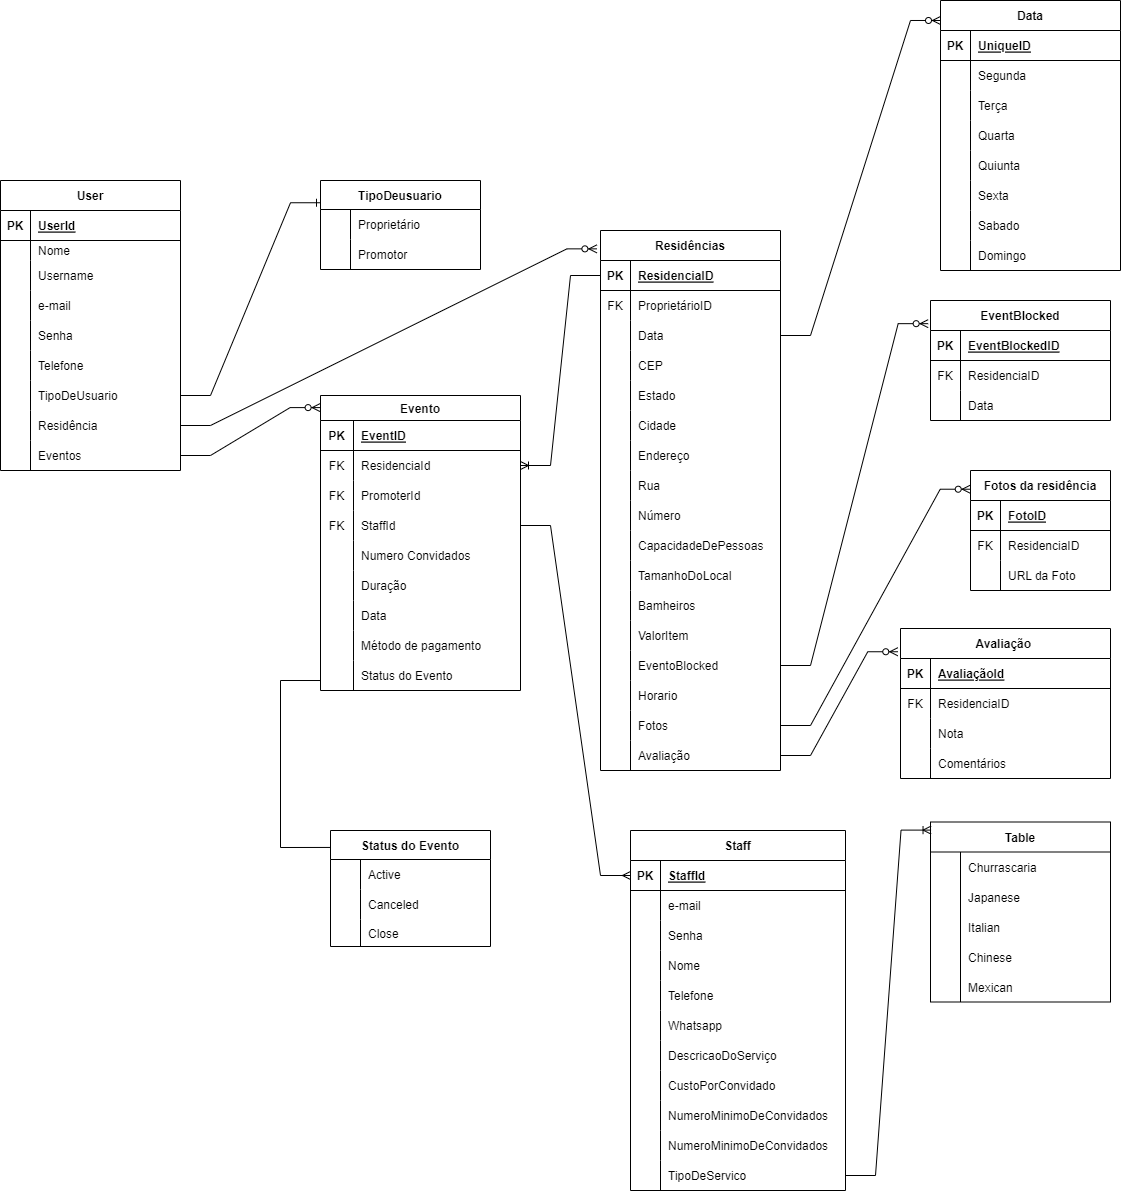 Data
PK UniqueID
Segunda
Terça
Quarta
Quiunta
Sexta
Sabado
Domingo
User
PK UserId
Nome
Username
e-mail
Senha
Telefone
TipoDeUsuario
Residência
Eventos
TipoDeusuario
Proprietário
Promotor
Residências
PK ResidenciaID
FK ProprietárioID
Data
CEP
Estado
Cidade
Endereço
Rua
Número
CapacidadeDePessoas
TamanhoDoLocal
Bamheiros
ValorItem
EventoBlocked
Horario
Fotos
Avaliação
EventBlocked
PK EventBlockedID
FK ResidenciaID
Data
Evento
PK EventID
FK ResidenciaId
FK PromoterId
FK StaffId
Numero Convidados
Duração
Data
Método de pagamento
Status do Evento
Fotos da residência
PK FotoID
FK ResidenciaID
URL da Foto
Avaliação
PK AvaliaçãoId
FK ResidenciaID
Nota
Comentários
Status do Evento
Active
Canceled
Close
Staff
PK StaffId
e-mail
Senha
Nome
Telefone
Whatsapp
DescricaoDoServiço
CustoPorConvidado
NumeroMinimoDeConvidados
NumeroMinimoDeConvidados
TipoDeServico
Table
Churrascaria
Japanese
Italian
Chinese
Mexican